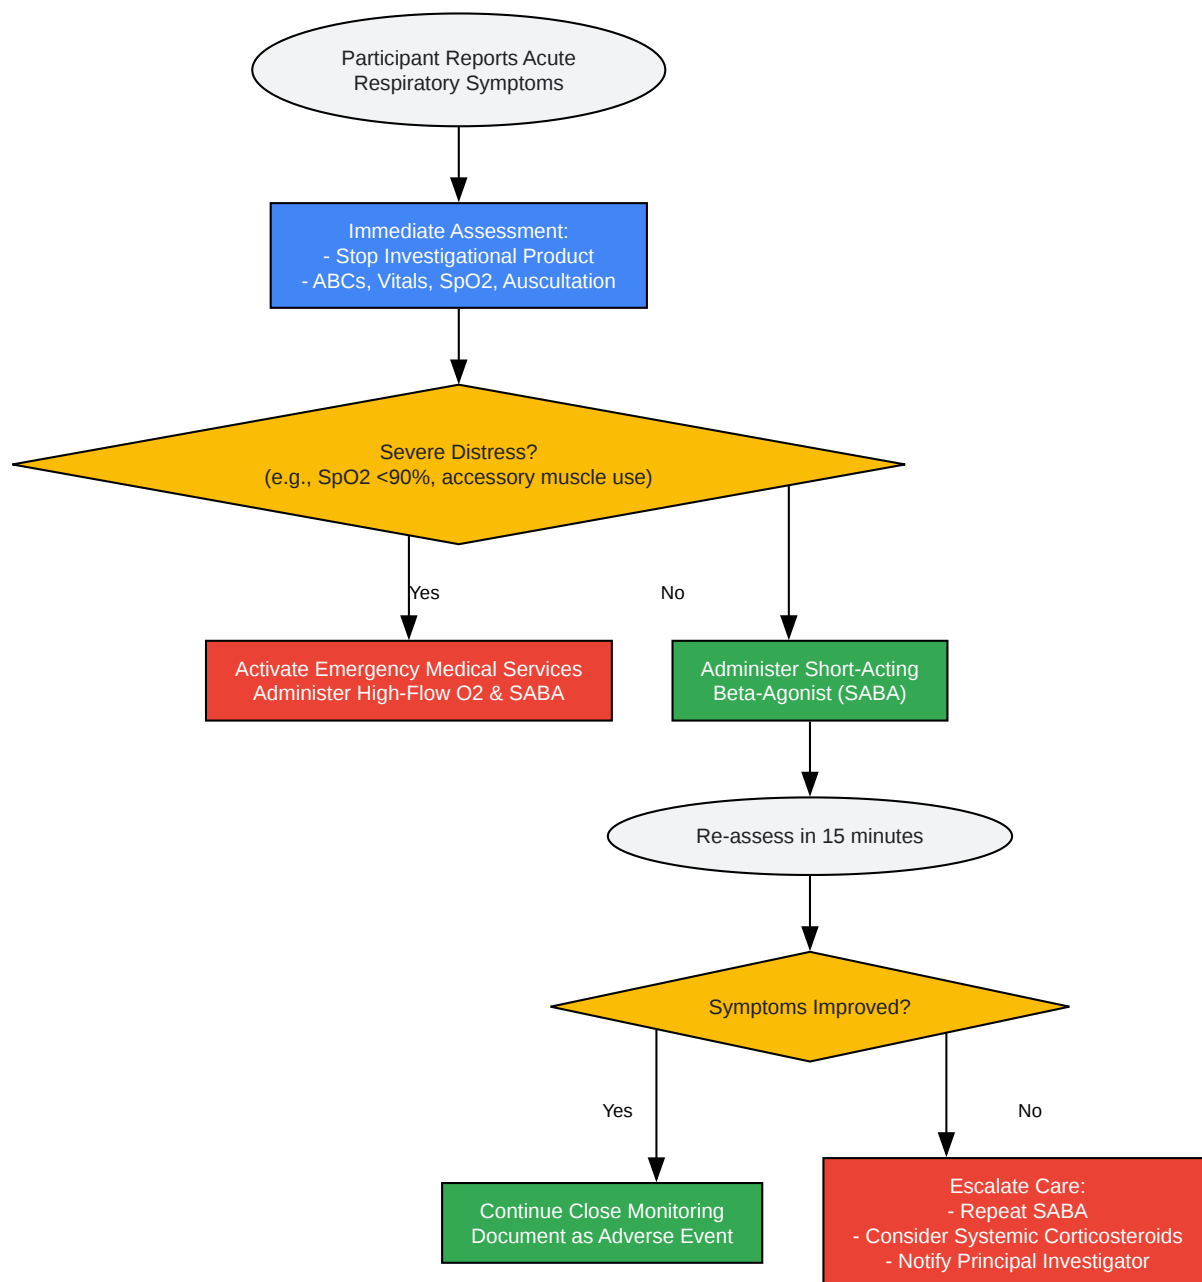 Participant Reports Acute
Respiratory Symptoms
Immediate Assessment:
- Stop Investigational Product
- ABCs, Vitals, SpO2, Auscultation
Severe Distress?
(e.g., SpO2 <90%, accessory muscle use)
Yes
No
Activate Emergency Medical Services
Administer High-Flow O2 & SABA
Administer Short-Acting
Beta-Agonist (SABA)
Re-assess in 15 minutes
Symptoms Improved?
Yes
No
Continue Close Monitoring
Document as Adverse Event
Escalate Care:
- Repeat SABA
- Consider Systemic Corticosteroids
- Notify Principal Investigator